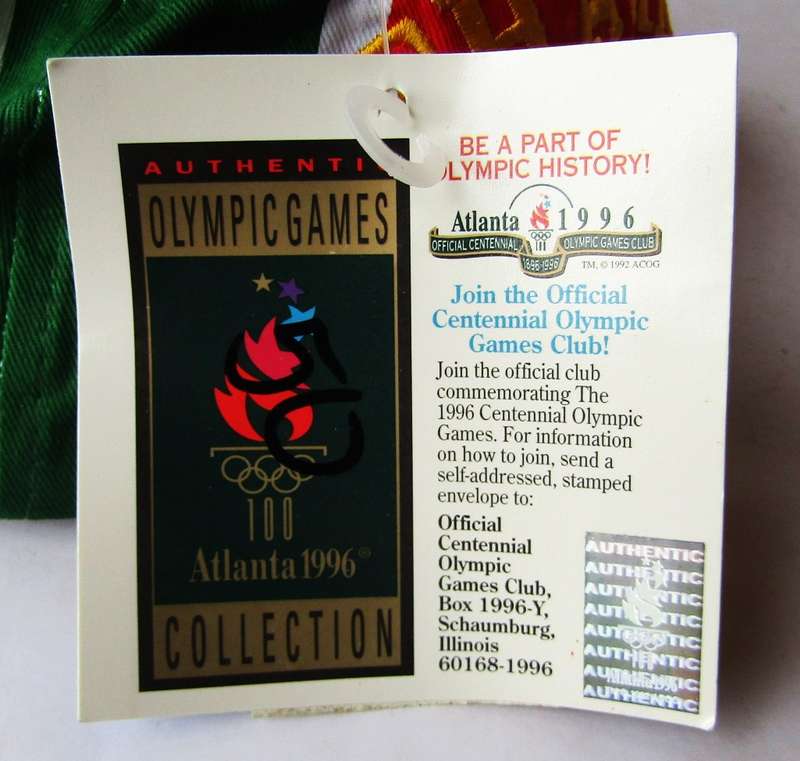 AUTHENTI
OLYMPIC GAMES
100
Atlanta 1996®
COLLECTION
BE A PART OF
OLYMPIC HISTORY!
Atlanta 1996
100
OFFICIAL CENTENNIAL OLYMPIC GAMES CLUB
1896-1996
TM, © 1992 ACOG
Join the Official
Centennial Olympic
Games Club!
Join the official club
commemorating The
1996 Centennial Olympic
Games. For information
on how to join, send a
self-addressed, stamped
envelope to:
Official
Centennial
Olympic
Games Club,
Box 1996-Y,
Schaumburg,
Illinois
60168-1996
AUTHENTIC
AUTHENTIC
AUTHENTIC
AUTHENTIC
AUTHENTIC
AUTHENTIC
AUTHENTIC
AUTHENTIC